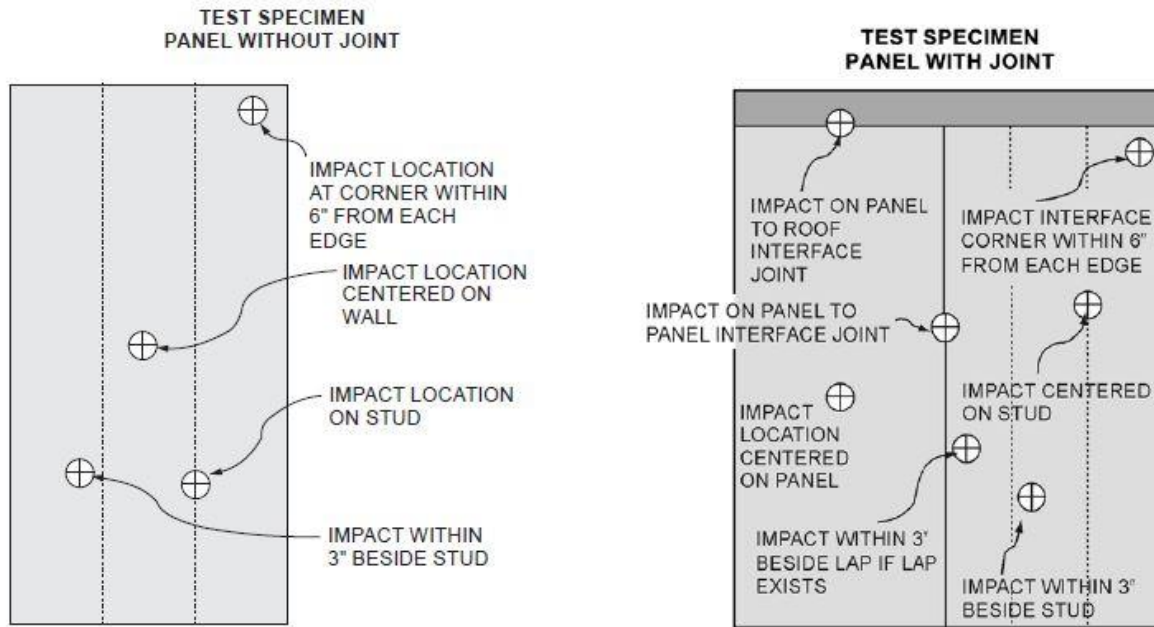 TEST SPECIMEN
PANEL WITHOUT JOINT
IMPACT LOCATION
AT CORNER WITHIN
6" FROM EACH
EDGE
IMPACT LOCATION
CENTERED ON
WALL
IMPACT LOCATION
ON STUD
IMPACT WITHIN
3" BESIDE STUD
TEST SPECIMEN
PANEL WITH JOINT
IMPACT ON PANEL
TO ROOF
INTERFACE
JOINT
IMPACT INTERFACE
CORNER WITHIN 6"
FROM EACH EDGE
IMPACT ON PANEL TO
PANEL INTERFACE JOINT
IMPACT CENTERED
ON STUD
IMPACT
LOCATION
CENTERED
ON PANEL
IMPACT WITHIN 3"
BESIDE LAP IF LAP
EXISTS
IMPACT WITHIN 3"
BESIDE STUD